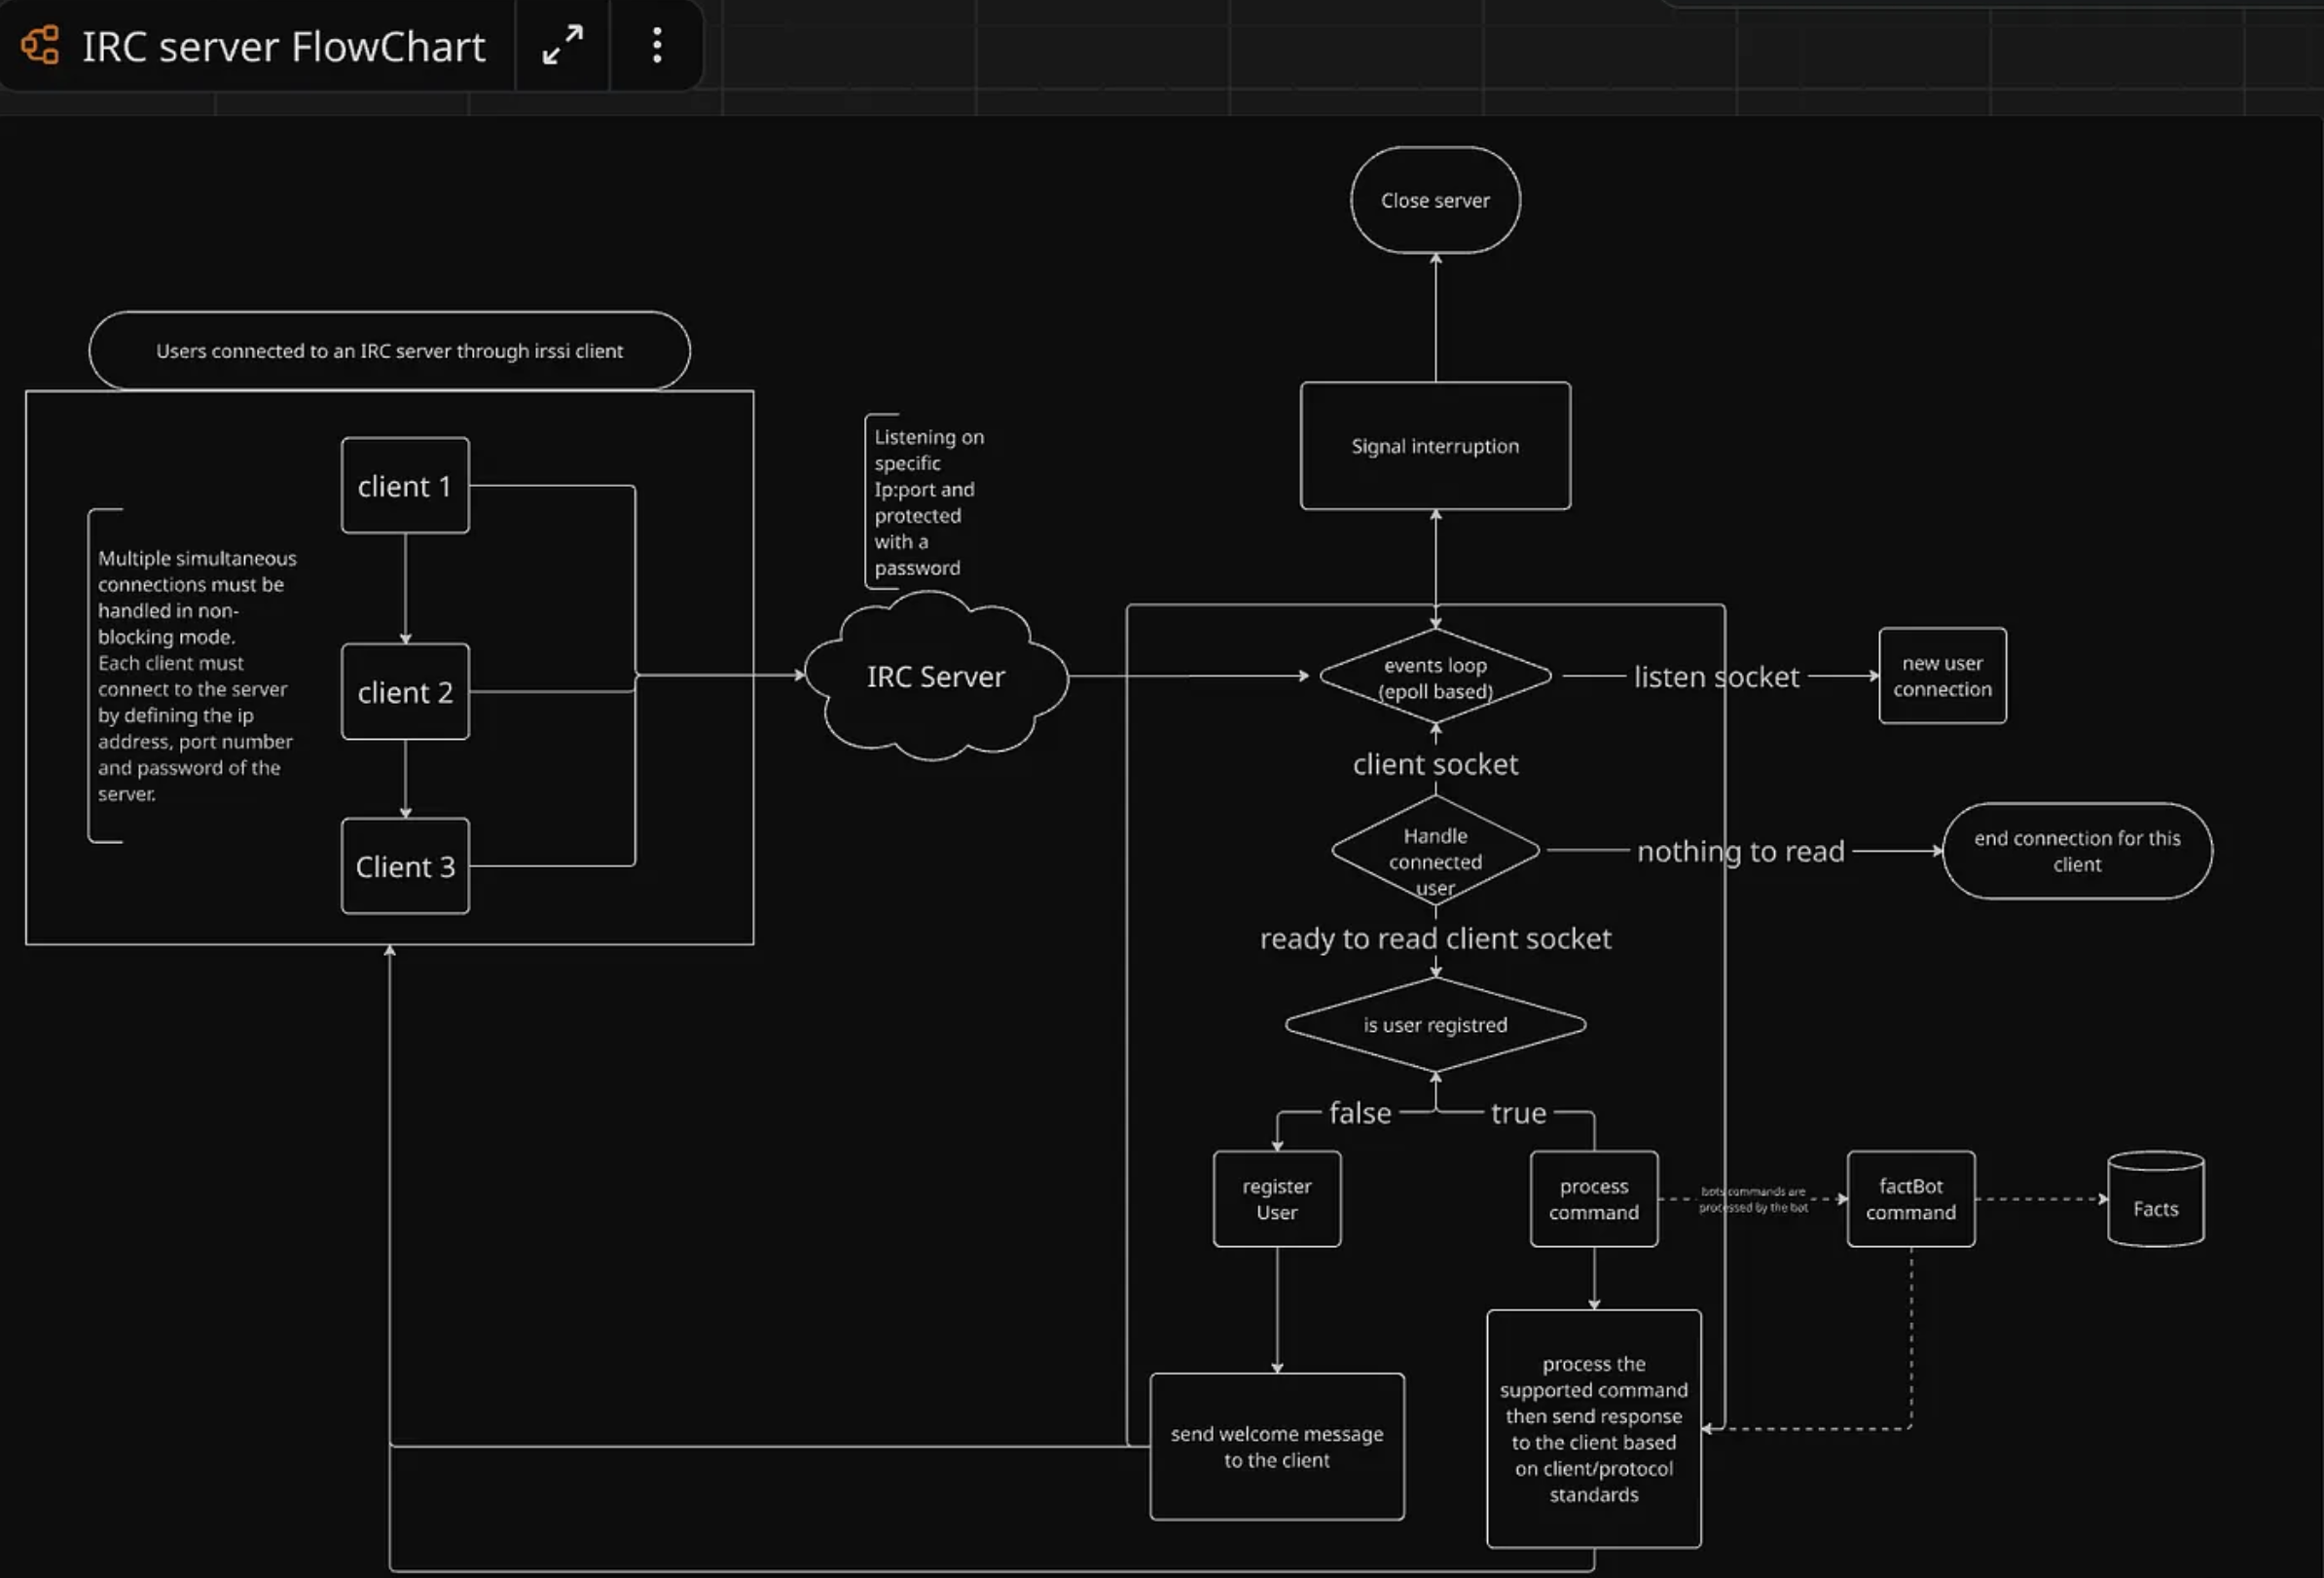 IRC server FlowChart
Close server
Users connected to an IRC server through irssi client
Signal interruption
client 1
Multiple simultaneous
connections must be
handled in non-
blocking mode.
Each client must
connect to the server
by defining the ip
address, port number
and password of the
server.
client 2
Client 3
Listening on
specific
Ip:port and
protected
with a
password
IRC Server
events loop
(epoll based)
listen socket
new user
connection
client socket
Handle
connected
user
nothing to read
end connection for this
client
ready to read client socket
is user registred
false
true
register
User
process
command
bots commands are
processed by the bot
factBot
command
Facts
send welcome message
to the client
process the
supported command
then send response
to the client based
on client/protocol
standards